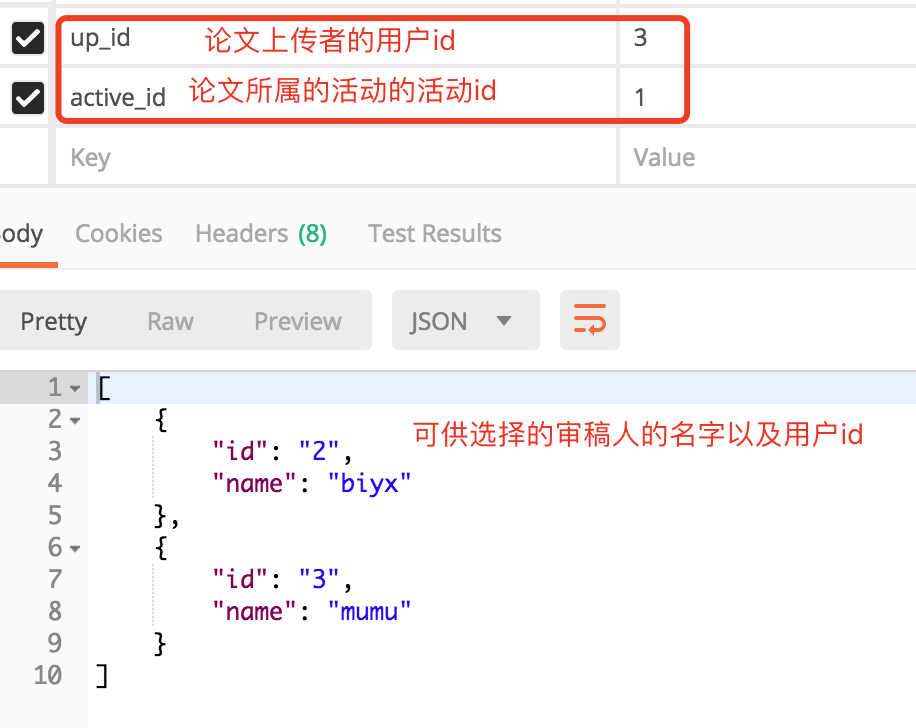 up_id 论文上传者的用户id 3
active_id 论文所属的活动的活动id 1
Key Value
ody Cookies Headers (8) Test Results
Pretty Raw Preview JSON
1 [
2 {
3 "id": "2", 可供选择的审稿人的名字以及用户id
4 "name": "biyx"
5 },
6 {
7 "id": "3",
8 "name": "mumu"
9 }
10 ]